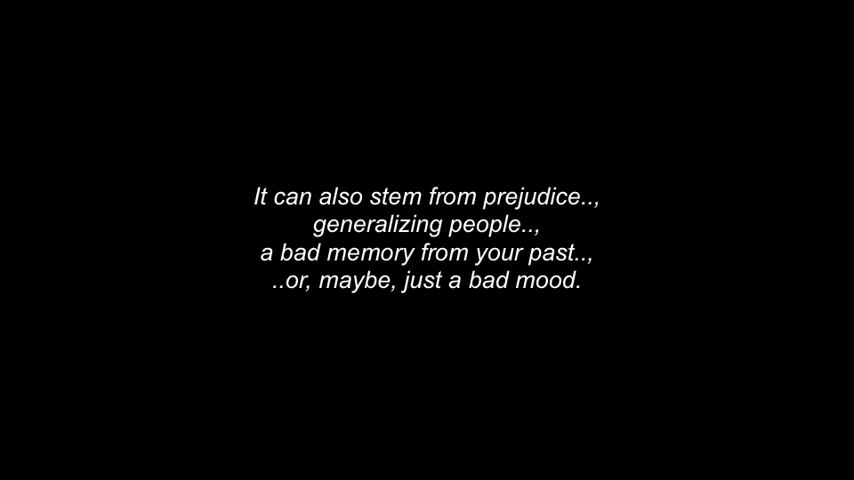 It can also stem from prejudice..,
generalizing people..,
a bad memory from your past..,
..or, maybe, just a bad mood.